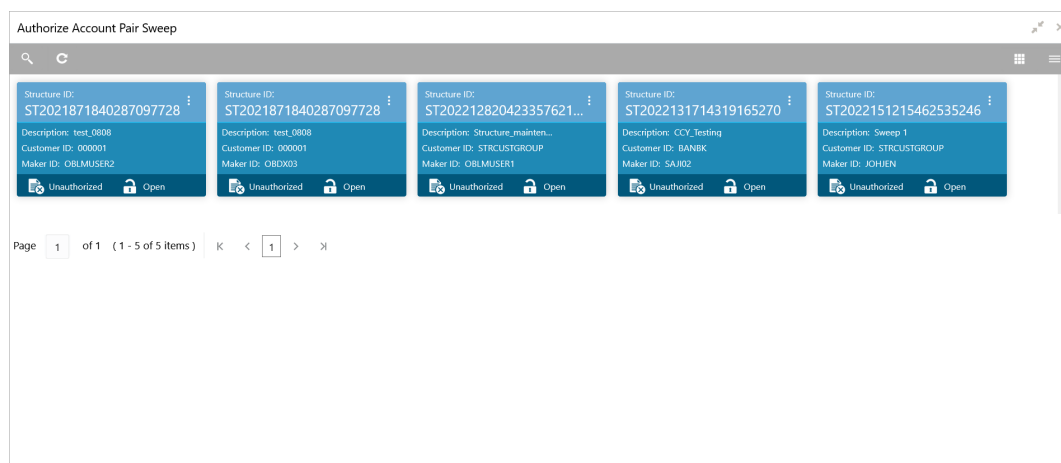 Authorize Account Pair Sweep
Structure ID:
ST2021871840287097728
Description: test_0808
Customer ID: 000001
Maker ID: OBLMUSER2
Unauthorized Open
Structure ID:
ST2021871840287097728
Description: test_0808
Customer ID: 000001
Maker ID: OBDX03
Unauthorized Open
Structure ID:
ST202212820423357621...
Description: Structure_mainten...
Customer ID: STRCUSTGROUP
Maker ID: OBLMUSER1
Unauthorized Open
Structure ID:
ST2022131714319165270
Description: CCY_Testing
Customer ID: BANBK
Maker ID: SAJI02
Unauthorized Open
Structure ID:
ST2022151215462535246
Description: Sweep 1
Customer ID: STRCUSTGROUP
Maker ID: JOHJEN
Unauthorized Open
Page 1 of 1 ( 1 - 5 of 5 items ) 1